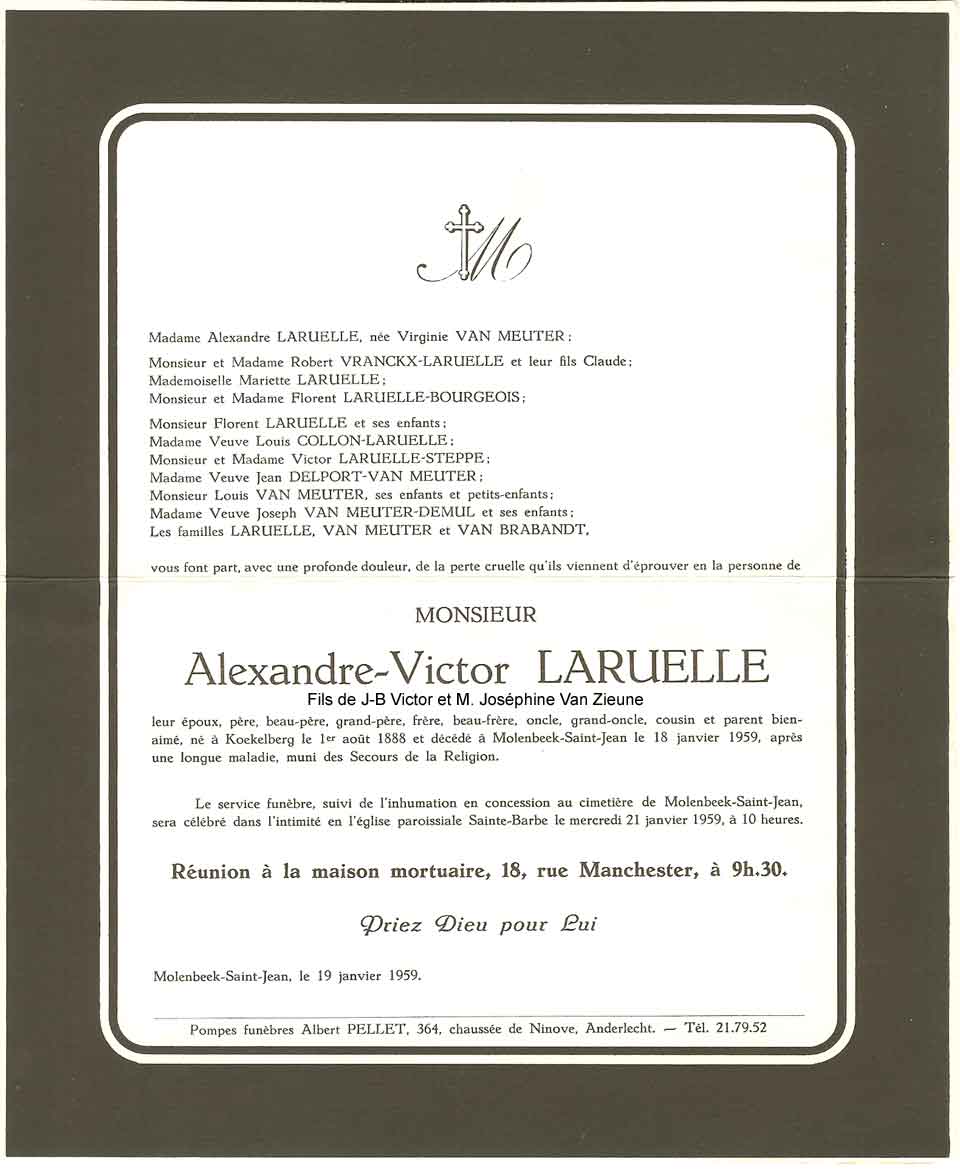 M
Madame Alexandre LARUELLE, née Virginie VAN MEUTER ;
Monsieur et Madame Robert VRANCKX-LARUELLE et leur fils Claude ;
Mademoiselle Mariette LARUELLE ;
Monsieur et Madame Florent LARUELLE-BOURGEOIS ;
Monsieur Florent LARUELLE et ses enfants ;
Madame Veuve Louis COLLON-LARUELLE ;
Monsieur et Madame Victor LARUELLE-STEPPE ;
Madame Veuve Jean DELPORT-VAN MEUTER ;
Monsieur Louis VAN MEUTER, ses enfants et petits-enfants ;
Madame Veuve Joseph VAN MEUTER-DEMUL et ses enfants ;
Les familles LARUELLE, VAN MEUTER et VAN BRABANDT,
vous font part, avec une profonde douleur, de la perte cruelle qu'ils viennent d'éprouver en la personne de
MONSIEUR
Alexandre-Victor LARUELLE
Fils de J-B Victor et M. Joséphine Van Zieune
leur époux, père, beau-père, grand-père, frère, beau-frère, oncle, grand-oncle, cousin et parent bien-
aimé, né à Koekelberg le 1er août 1888 et décédé à Molenbeek-Saint-Jean le 18 janvier 1959, après
une longue maladie, muni des Secours de la Religion.
Le service funèbre, suivi de l'inhumation en concession au cimetière de Molenbeek-Saint-Jean,
sera célébré dans l'intimité en l'église paroissiale Sainte-Barbe le mercredi 21 janvier 1959, à 10 heures.
Réunion à la maison mortuaire, 18, rue Manchester, à 9h.30.
Priez Dieu pour Lui
Molenbeek-Saint-Jean, le 19 janvier 1959.
Pompes funèbres Albert PELLET, 364, chaussée de Ninove, Anderlecht. — Tél. 21.79.52